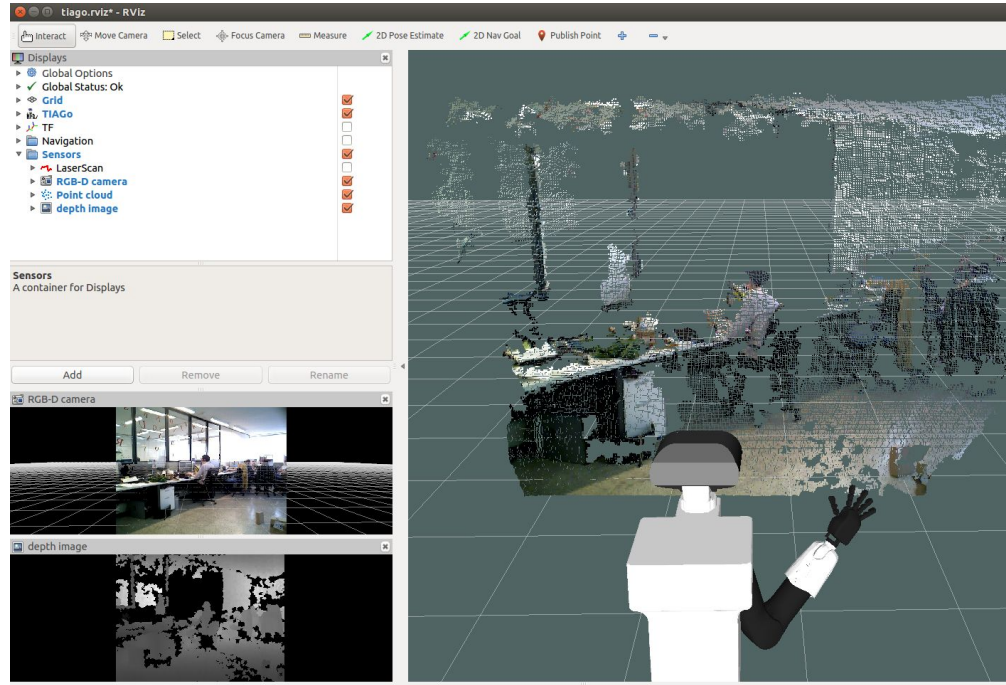 tiago.rviz* - RViz
Interact Move Camera Select Focus Camera Measure 2D Pose Estimate 2D Nav Goal Publish Point
Displays
Global Options
Global Status: Ok
Grid
TIAGo
TF
Navigation
Sensors
LaserScan
RGB-D camera
Point cloud
depth image
Sensors
A container for Displays
Add Remove Rename
RGB-D camera
depth image